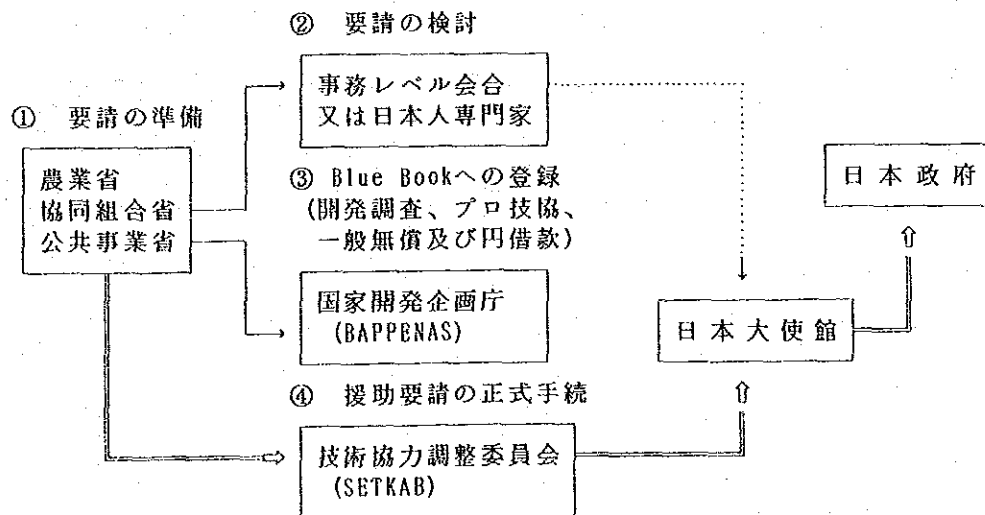 ② 要請の検討
事務レベル会合
又は日本人専門家
① 要請の準備
農業省
協同組合省
公共事業省
③ Blue Bookへの登録
(開発調査、プロ技協、
一般無償及び円借款)
国家開発企画庁
(BAPPENAS)
日本政府
日本大使館
④ 援助要請の正式手続
技術協力調整委員会
(SETKAB)